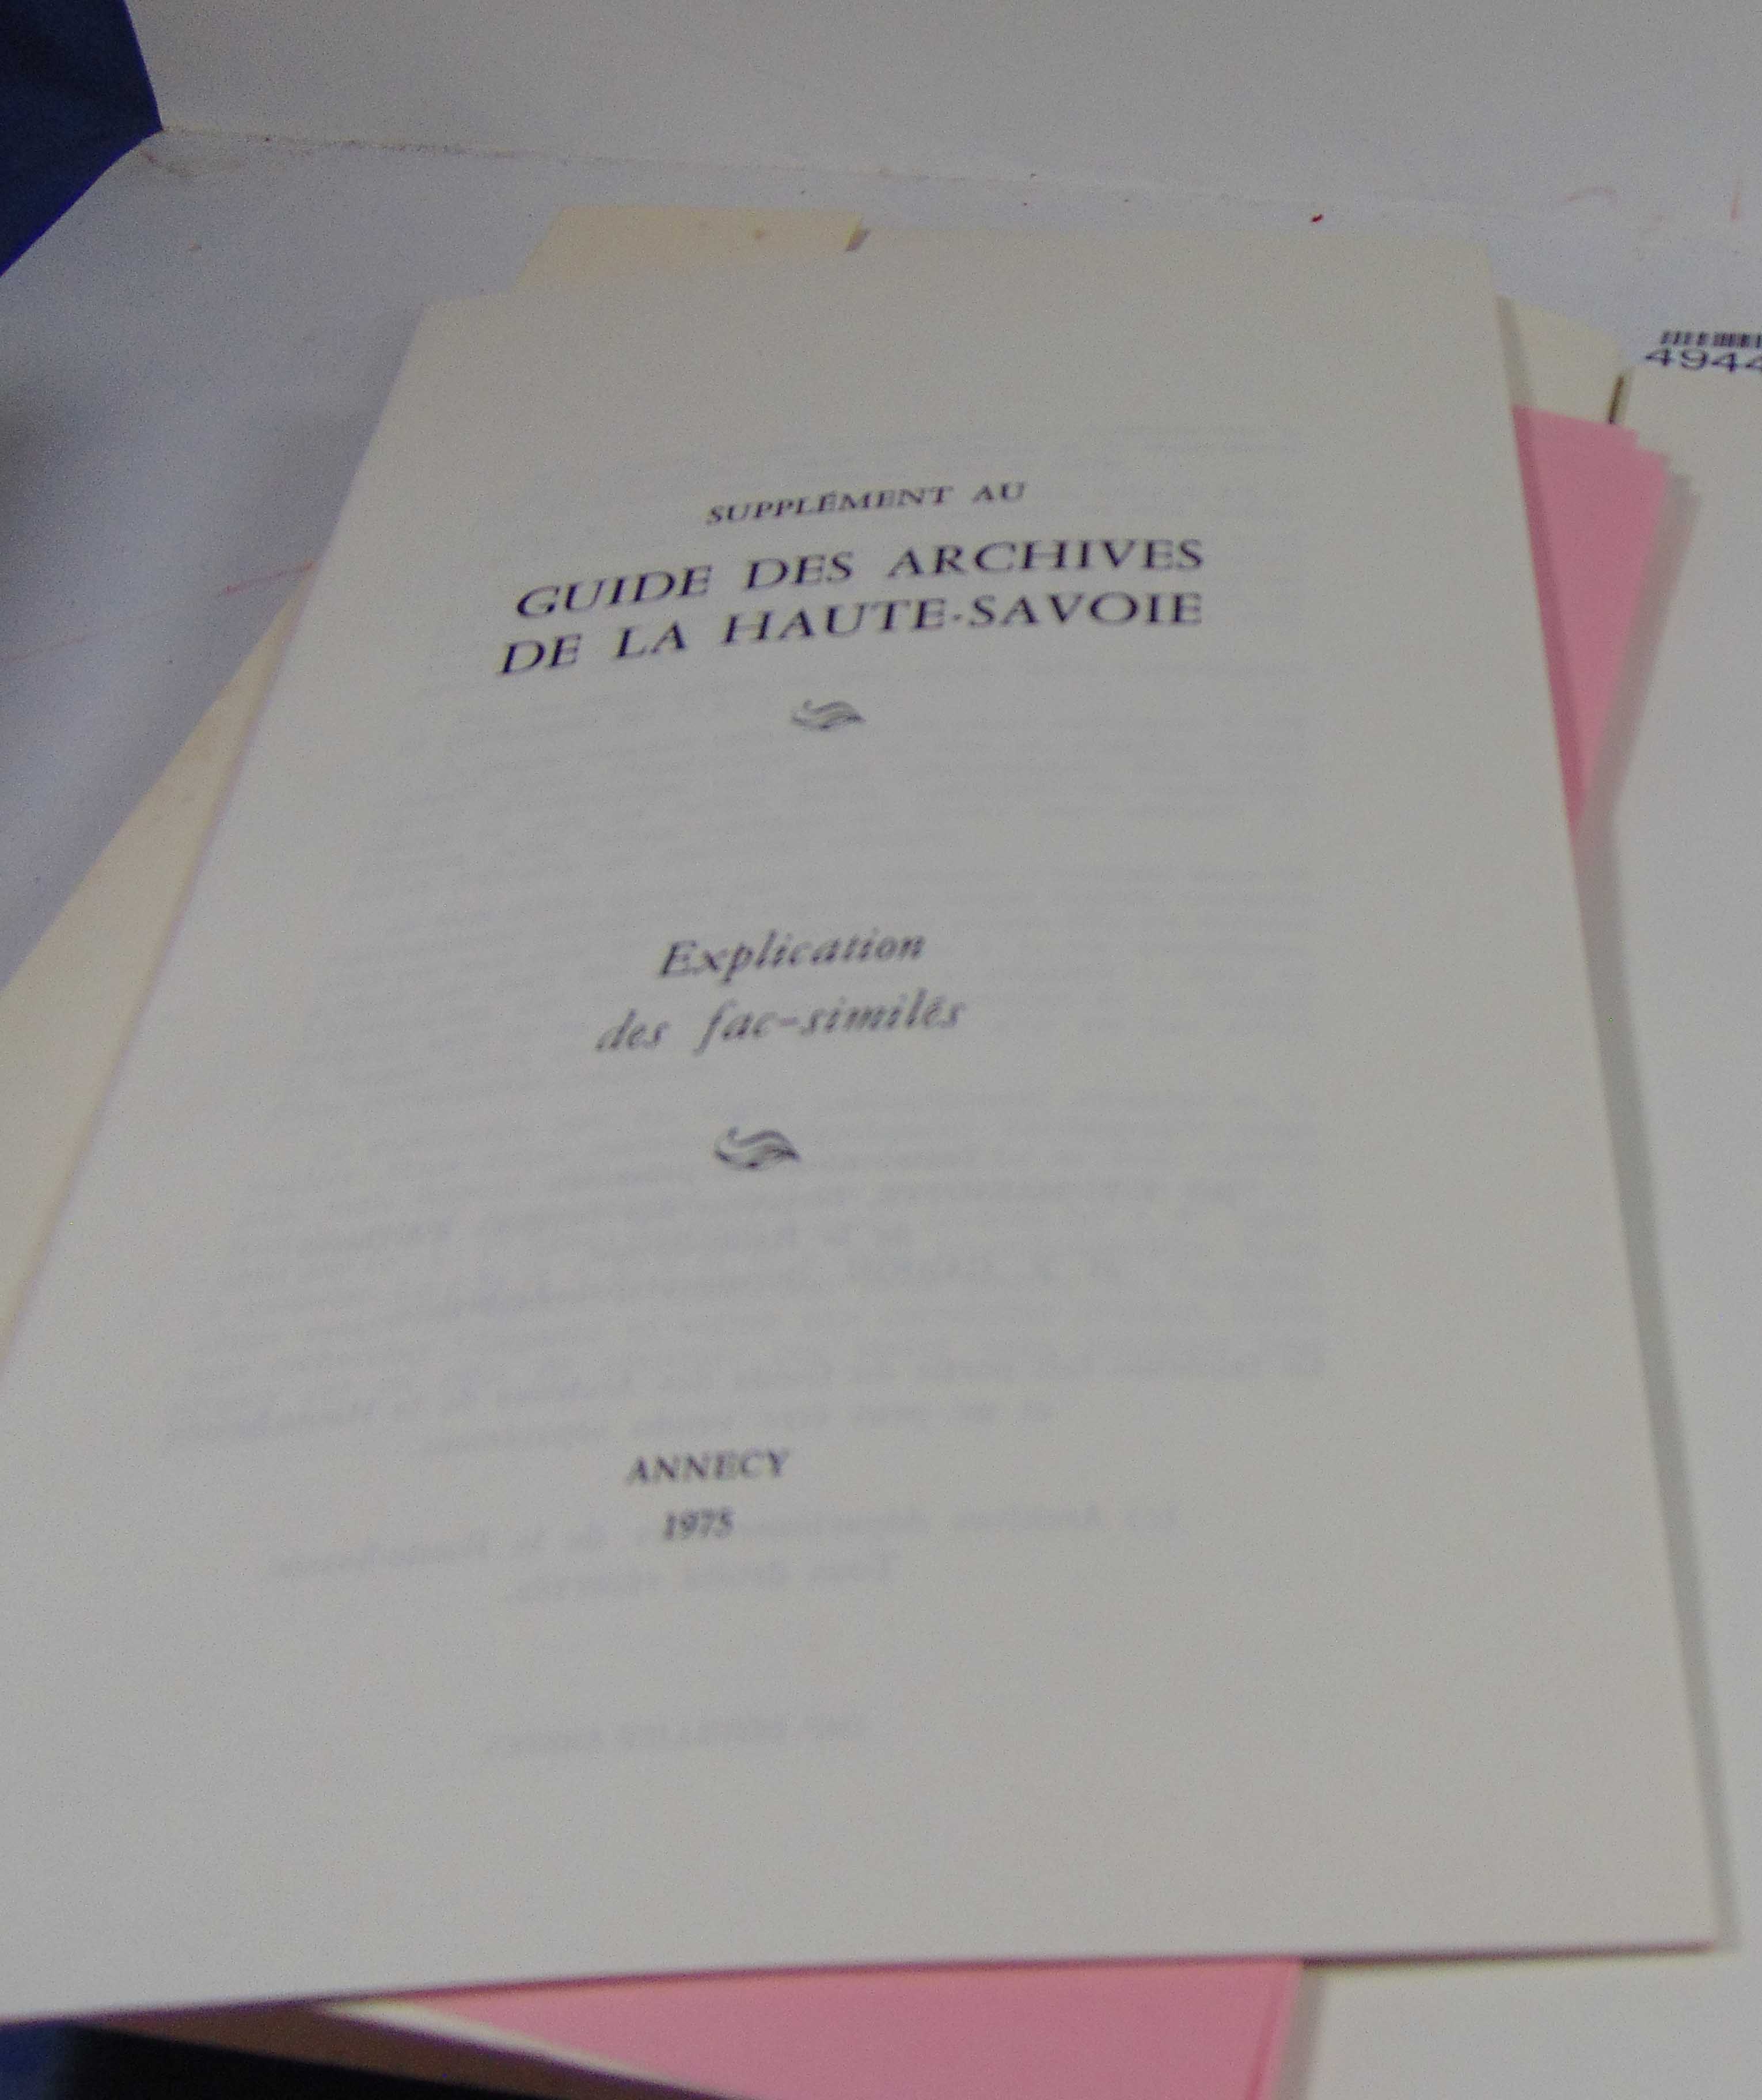 SUPPLÉMENT AU
GUIDE DES ARCHIVES
DE LA HAUTE-SAVOIE
Explication
des fac-similés
ANNECY
1975
4944